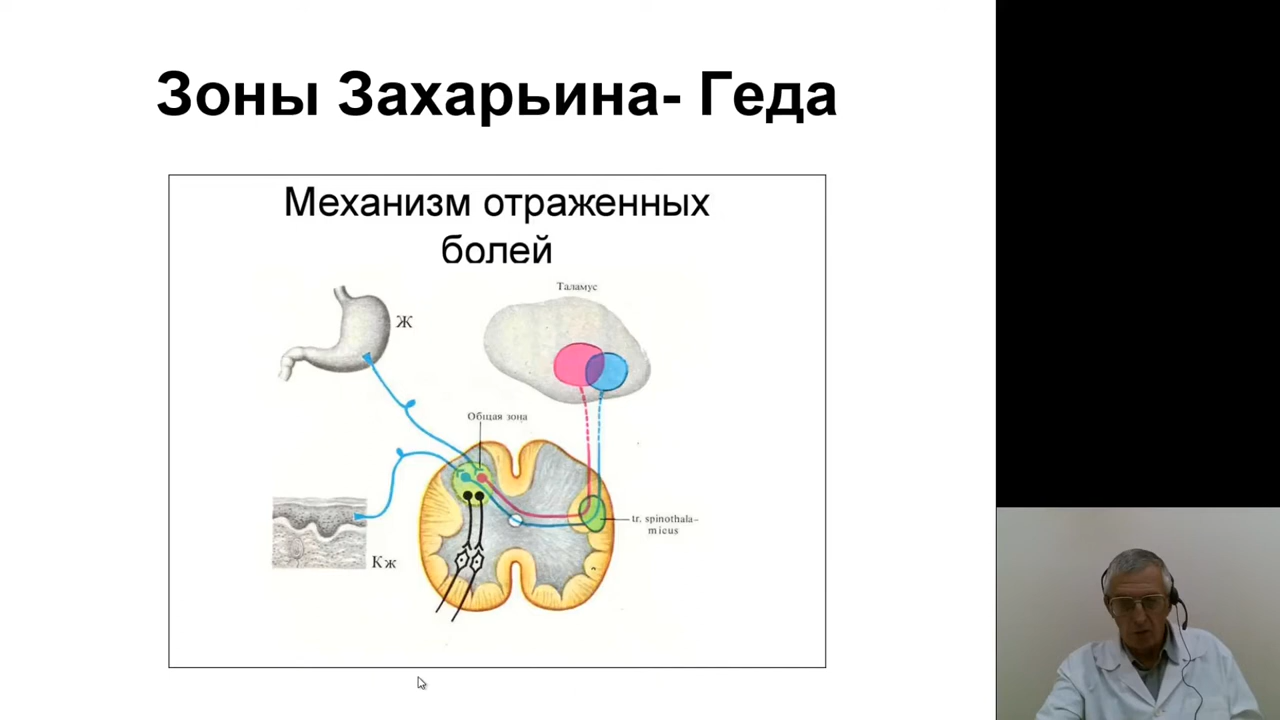 Зоны Захарьина- Геда
Механизм отраженных
болей
Таламус
Ж
Общая зона
tr. spinothala-
micus
Кж